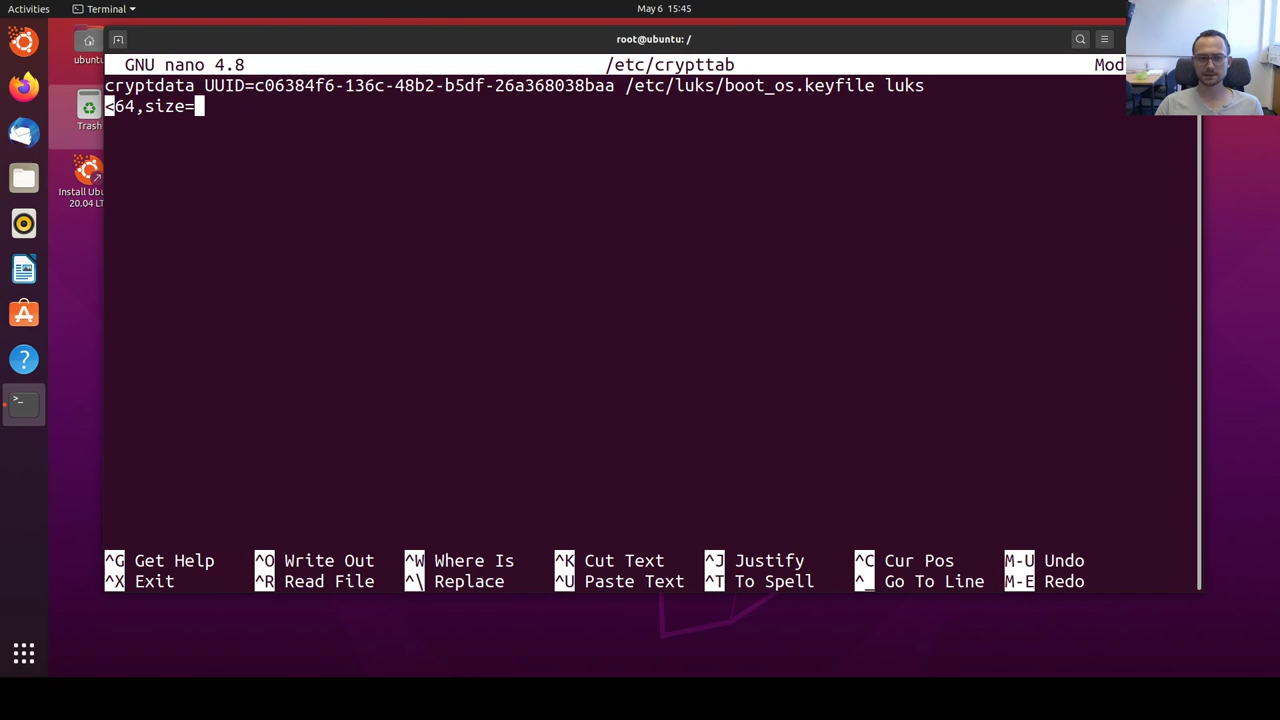 Activities
Terminal
May 6 15:45
ubuntu
Trash
Install Ubu
20.04 LT
root@ubuntu: /
GNU nano 4.8
/etc/crypttab
Mod
cryptdata UUID=c06384f6-136c-48b2-b5df-26a368038baa /etc/luks/boot_os.keyfile luks
<64,size=
^G Get Help
^O Write Out
^W Where Is
^K Cut Text
^J Justify
^C Cur Pos
M-U Undo
^X Exit
^R Read File
^\ Replace
^U Paste Text
^T To Spell
^_ Go To Line
M-E Redo